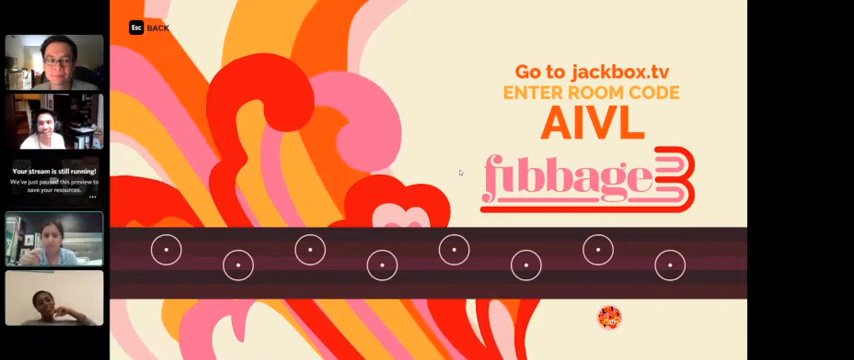 Esc BACK
Go to jackbox.tv
ENTER ROOM CODE
AIVL
fibbage 3
Your stream is still running!
We've just paused this preview to
save your resources.